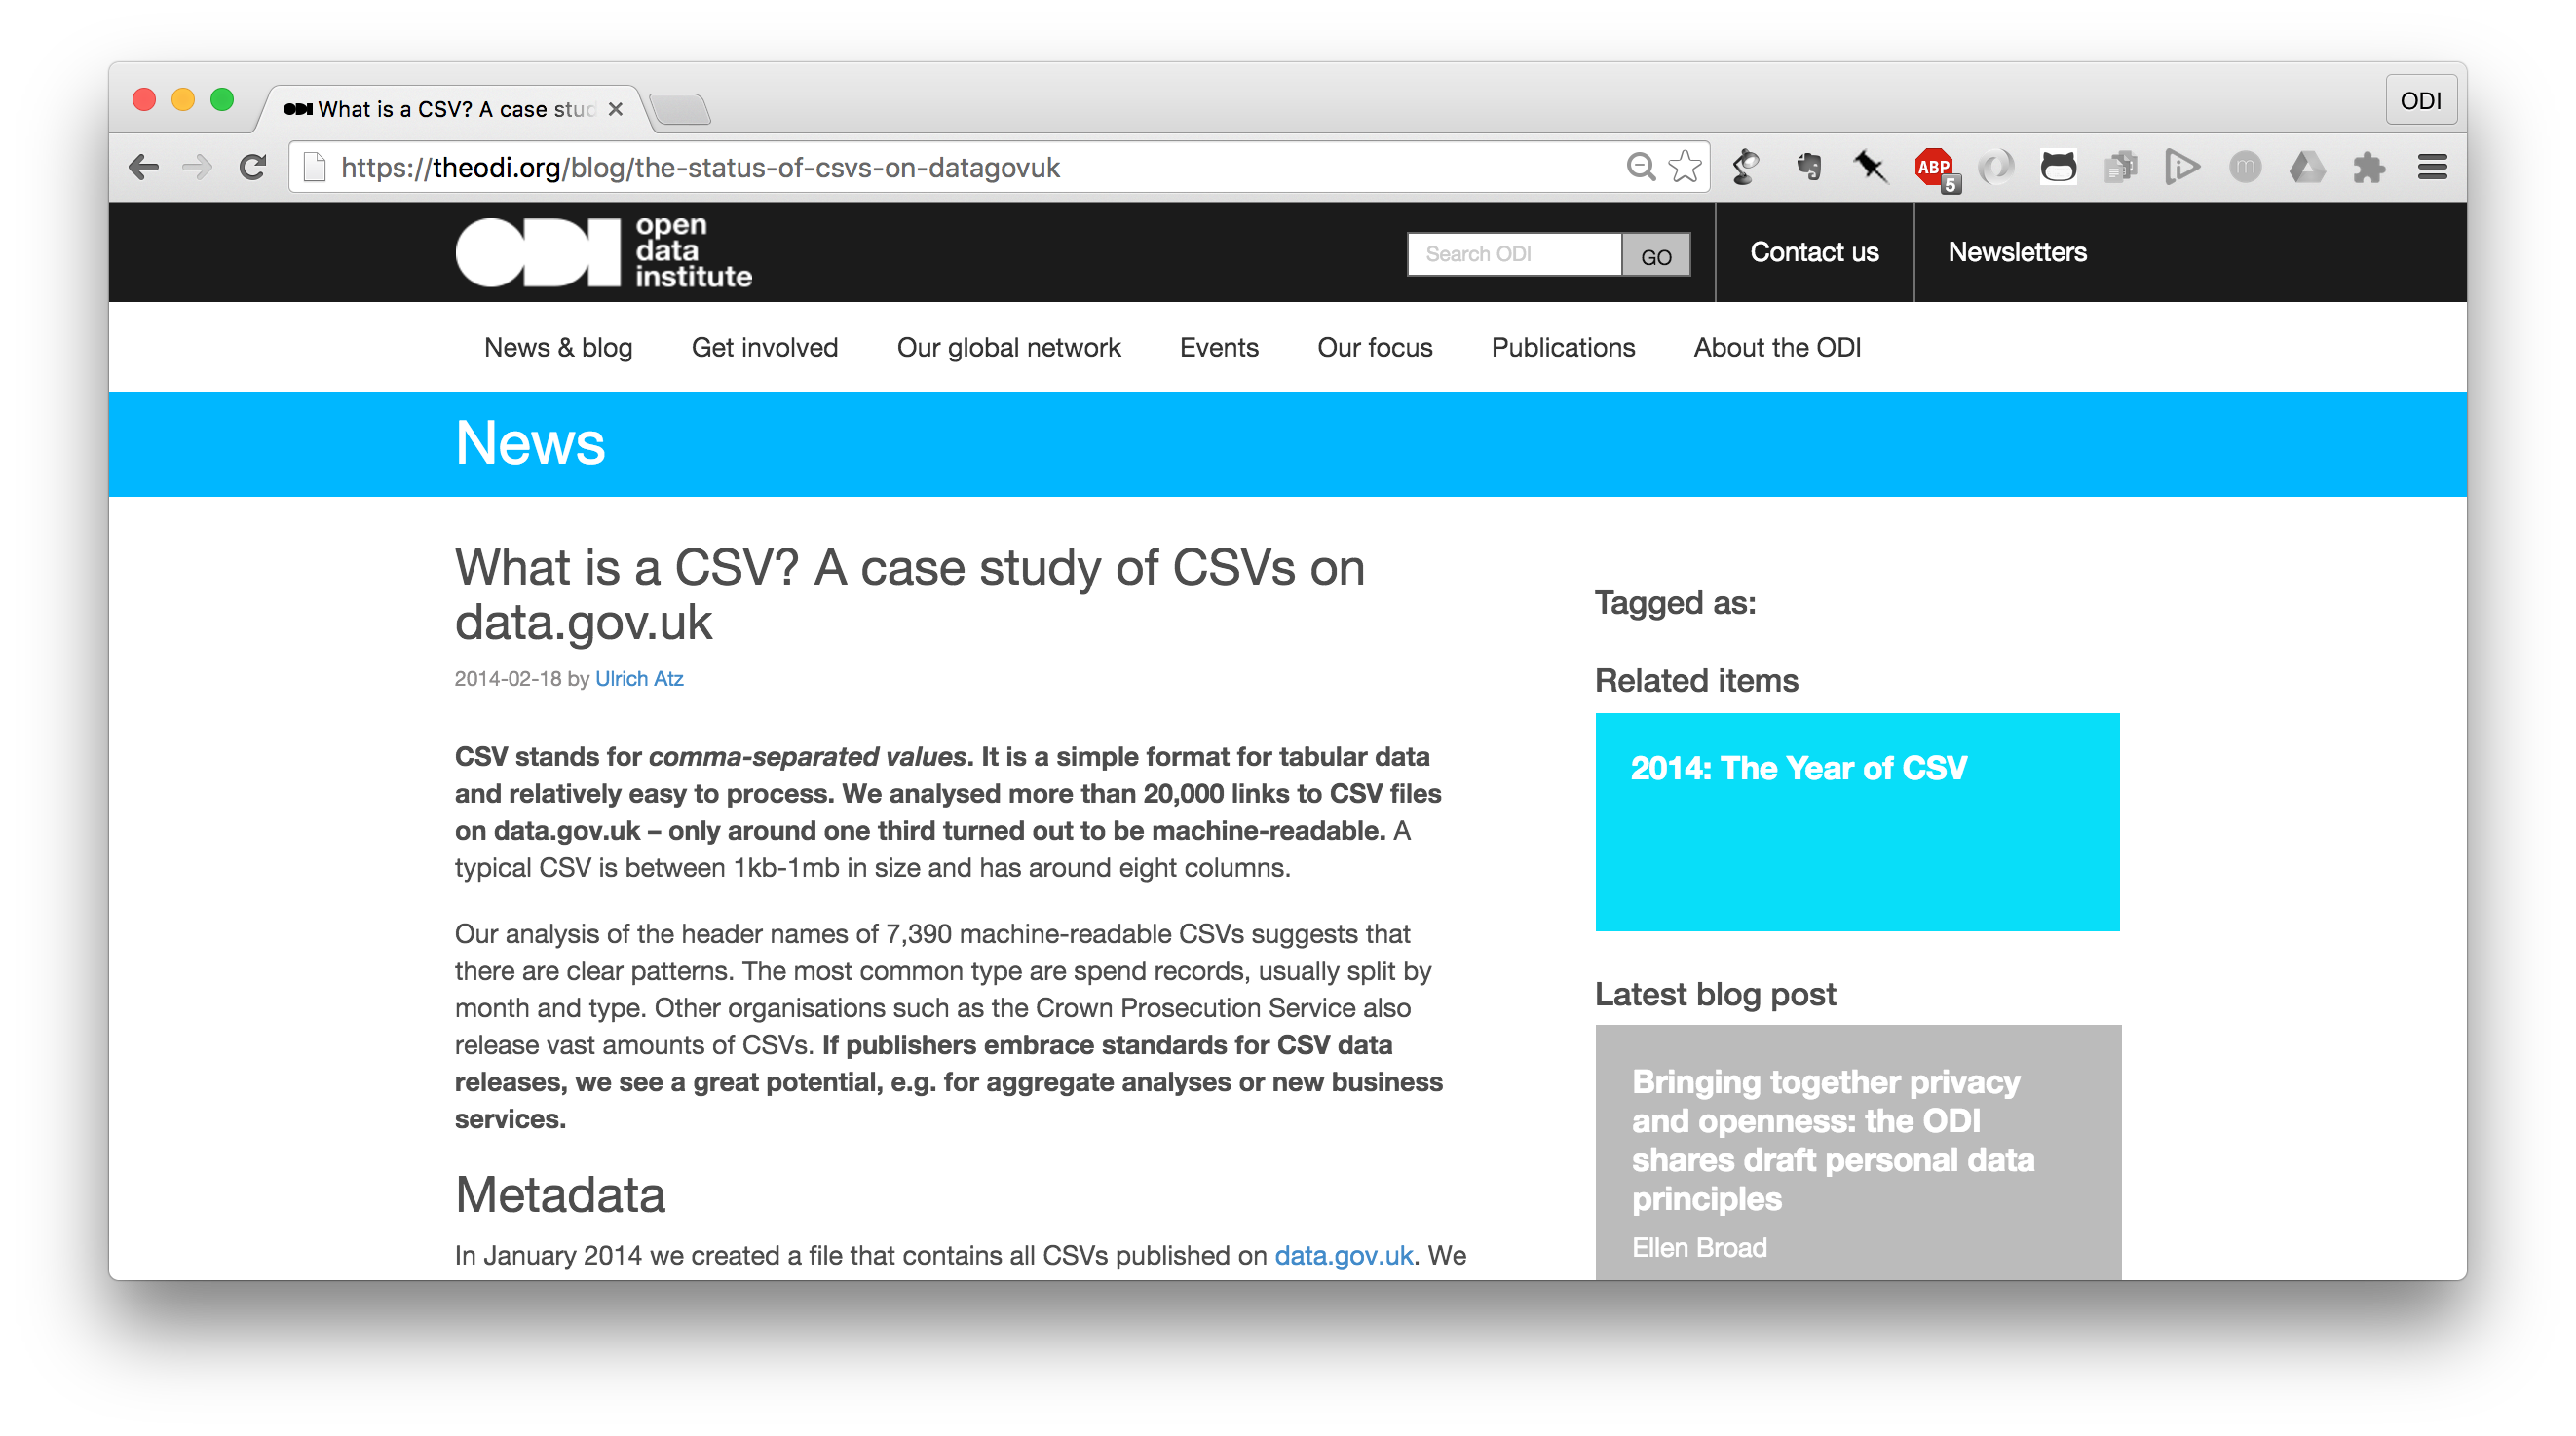 What is a CSV? A case stud
ODI
https://theodi.org/blog/the-status-of-csvs-on-datagovuk
ABP
5
m
ODI
open
data
institute
Search ODI
GO
Contact us
Newsletters
News & blog
Get involved
Our global network
Events
Our focus
Publications
About the ODI
News
What is a CSV? A case study of CSVs on
data.gov.uk
2014-02-18 by Ulrich Atz
CSV stands for comma-separated values. It is a simple format for tabular data
and relatively easy to process. We analysed more than 20,000 links to CSV files
on data.gov.uk – only around one third turned out to be machine-readable. A
typical CSV is between 1kb-1mb in size and has around eight columns.
Our analysis of the header names of 7,390 machine-readable CSVs suggests that
there are clear patterns. The most common type are spend records, usually split by
month and type. Other organisations such as the Crown Prosecution Service also
release vast amounts of CSVs. If publishers embrace standards for CSV data
releases, we see a great potential, e.g. for aggregate analyses or new business
services.
Metadata
In January 2014 we created a file that contains all CSVs published on data.gov.uk. We
Tagged as:
Related items
2014: The Year of CSV
Latest blog post
Bringing together privacy
and openness: the ODI
shares draft personal data
principles
Ellen Broad